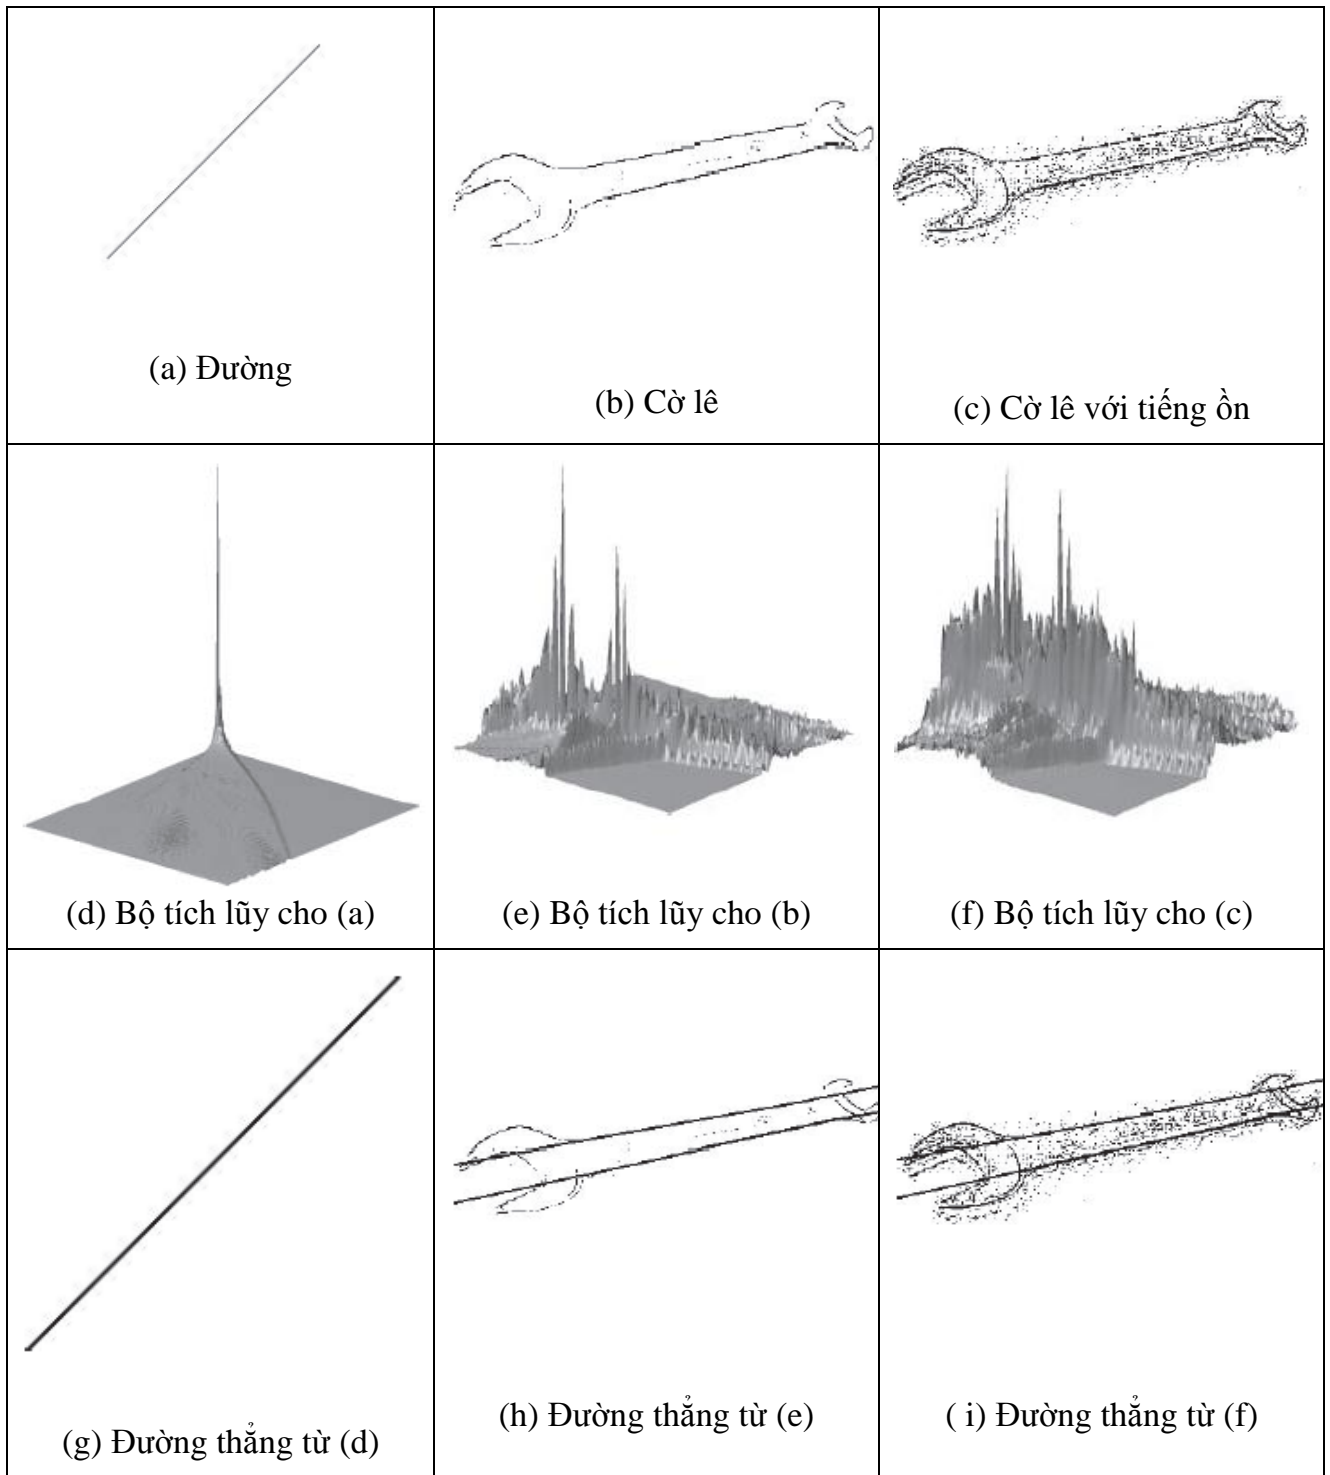 (a) Đường
(b) Cờ lê
(c) Cờ lê với tiếng ồn
(d) Bộ tích lũy cho (a)
(e) Bộ tích lũy cho (b)
(f) Bộ tích lũy cho (c)
(g) Đường thẳng từ (d)
(h) Đường thẳng từ (e)
( i) Đường thẳng từ (f)